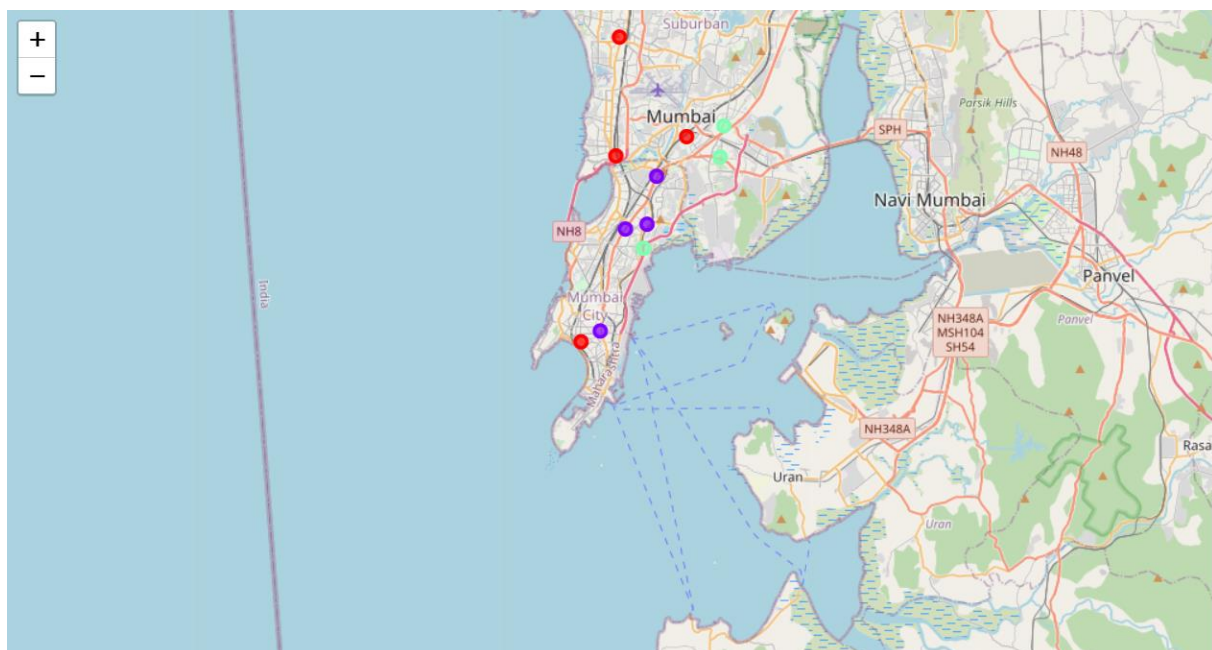 +
−
Suburban
Mumbai
Parsik Hills
SPH
NH48
Navi Mumbai
NH8
Panvel
India
Mumbai
City
NH348A
MSH104
SH54
Panvel
Maharashtra
NH348A
Rasa
Uran
Uran